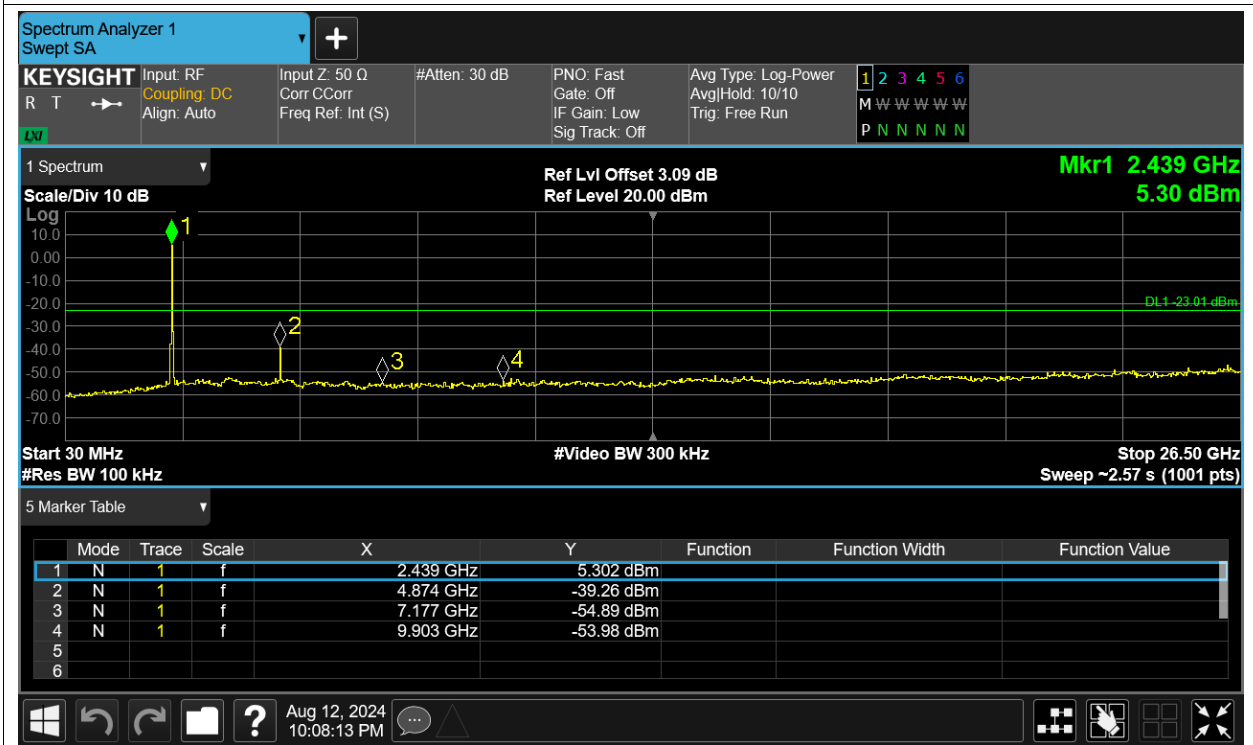 Spectrum Analyzer 1
Swept SA
+
KEYSIGHT
R T
LXI
Input: RF
Coupling: DC
Align: Auto
Input Z: 50 Ω
Corr CCorr
Freq Ref: Int (S)
#Atten: 30 dB
PNO: Fast
Gate: Off
IF Gain: Low
Sig Track: Off
Avg Type: Log-Power
Avg|Hold: 10/10
Trig: Free Run
1 2 3 4 5 6
M W W W W W
P N N N N N
1 Spectrum
Scale/Div 10 dB
Ref Lvl Offset 3.09 dB
Ref Level 20.00 dBm
Mkr1 2.439 GHz
5.30 dBm
Log
10.0
0.00
-10.0
-20.0
-30.0
-40.0
-50.0
-60.0
-70.0
1
2
3
4
DL1 -23.01 dBm
Start 30 MHz
#Video BW 300 kHz
Stop 26.50 GHz
#Res BW 100 kHz
Sweep ~2.57 s (1001 pts)
5 Marker Table
Mode Trace Scale X Y Function Function Width Function Value
1 N 1 f 2.439 GHz 5.302 dBm
2 N 1 f 4.874 GHz -39.26 dBm
3 N 1 f 7.177 GHz -54.89 dBm
4 N 1 f 9.903 GHz -53.98 dBm
5
6
?
Aug 12, 2024
10:08:13 PM